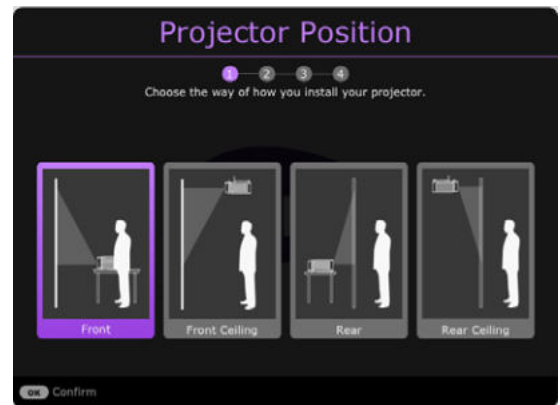 Projector Position
1 2 3 4
Choose the way of how you install your projector.
Front Front Ceiling Rear Rear Ceiling
OK Confirm